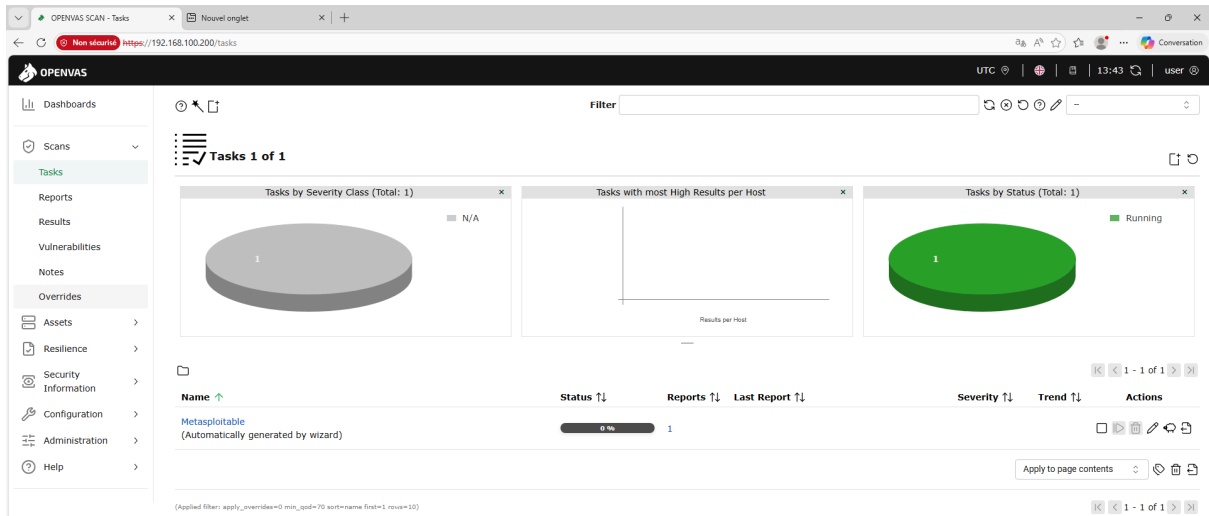 OPENVAS SCAN - Tasks
Nouvel onglet
Non sécurisé https://192.168.100.200/tasks
Conversation
OPENVAS
UTC
13:43
user
Dashboards
Filter
–
Scans
Tasks 1 of 1
Tasks
Reports
Results
Vulnerabilities
Notes
Overrides
Assets
Resilience
Security
Information
Configuration
Administration
Help
Tasks by Severity Class (Total: 1)
N/A
1
Tasks with most High Results per Host
Results per Host
Tasks by Status (Total: 1)
Running
1
1 - 1 of 1
Name Status Reports Last Report Severity Trend Actions
Metasploitable 0 % 1
(Automatically generated by wizard)
Apply to page contents
(Applied filter: apply_overrides=0 min_qod=70 sort=name first=1 rows=10)
1 - 1 of 1